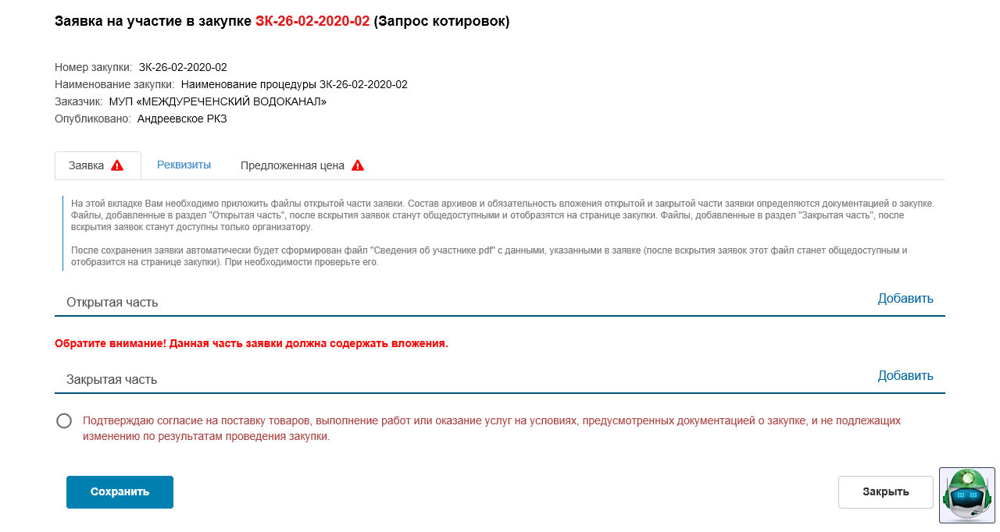 Заявка на участие в закупке ЗК-26-02-2020-02 (Запрос котировок)
Номер закупки: ЗК-26-02-2020-02
Наименование закупки: Наименование процедуры ЗК-26-02-2020-02
Заказчик: МУП «МЕЖДУРЕЧЕНСКИЙ ВОДОКАНАЛ»
Опубликовано: Андреевское РКЗ
Заявка Реквизиты Предложенная цена
На этой вкладке Вам необходимо приложить файлы открытой части заявки. Состав архивов и обязательность вложения открытой и закрытой части заявки определяются документацией о закупке.
Файлы, добавленные в раздел "Открытая часть", после вскрытия заявок станут общедоступными и отобразятся на странице закупки. Файлы, добавленные в раздел "Закрытая часть", после
вскрытия заявок станут доступны только организатору.
После сохранения заявки автоматически будет сформирован файл "Сведения об участнике.pdf" с данными, указанными в заявке (после вскрытия заявок этот файл станет общедоступным и
отобразится на странице закупки). При необходимости проверьте его.
Открытая часть Добавить
Обратите внимание! Данная часть заявки должна содержать вложения.
Закрытая часть Добавить
Подтверждаю согласие на поставку товаров, выполнение работ или оказание услуг на условиях, предусмотренных документацией о закупке, и не подлежащих
изменению по результатам проведения закупки.
Сохранить Закрыть